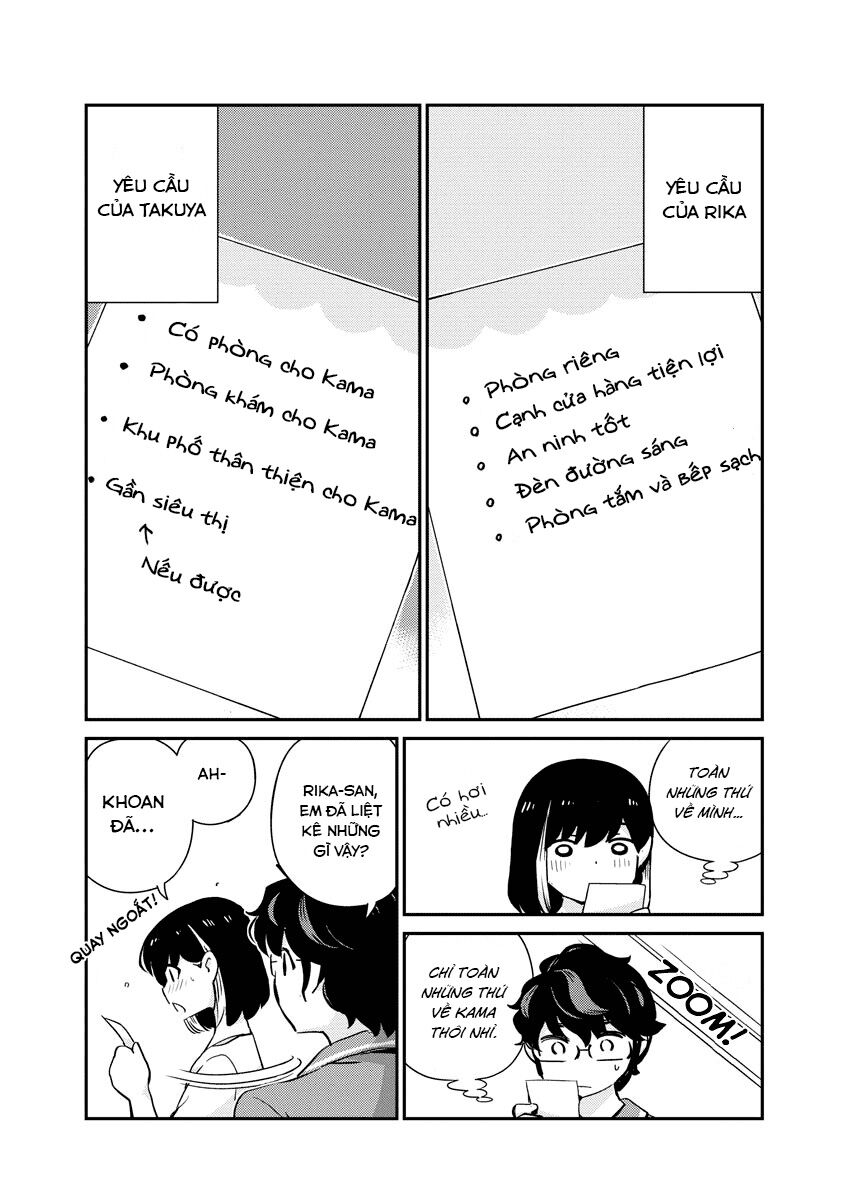 YÊU CẦU
CỦA RIKA
Phòng riêng
Cạnh cửa hàng tiện lợi
An ninh tốt
Đèn đường sáng
Phòng tắm và Bếp sạch
YÊU CẦU
CỦA TAKUYA
Có phòng cho Kama
Phòng khám cho Kama
Khu phố thân thiện cho Kama
Gần siêu thị
↑
Nếu được
TOÀN
NHỮNG THỨ
VỀ MÌNH...
Có hơi
nhiều...
ZOOM!
CHỈ TOÀN
NHỮNG THỨ
VỀ KAMA
THÔI NHỈ.
RIKA-SAN,
EM ĐÃ LIỆT
KÊ NHỮNG
GÌ VẬY?
AH-
KHOAN
ĐÃ...
QUAY NGOẮT!